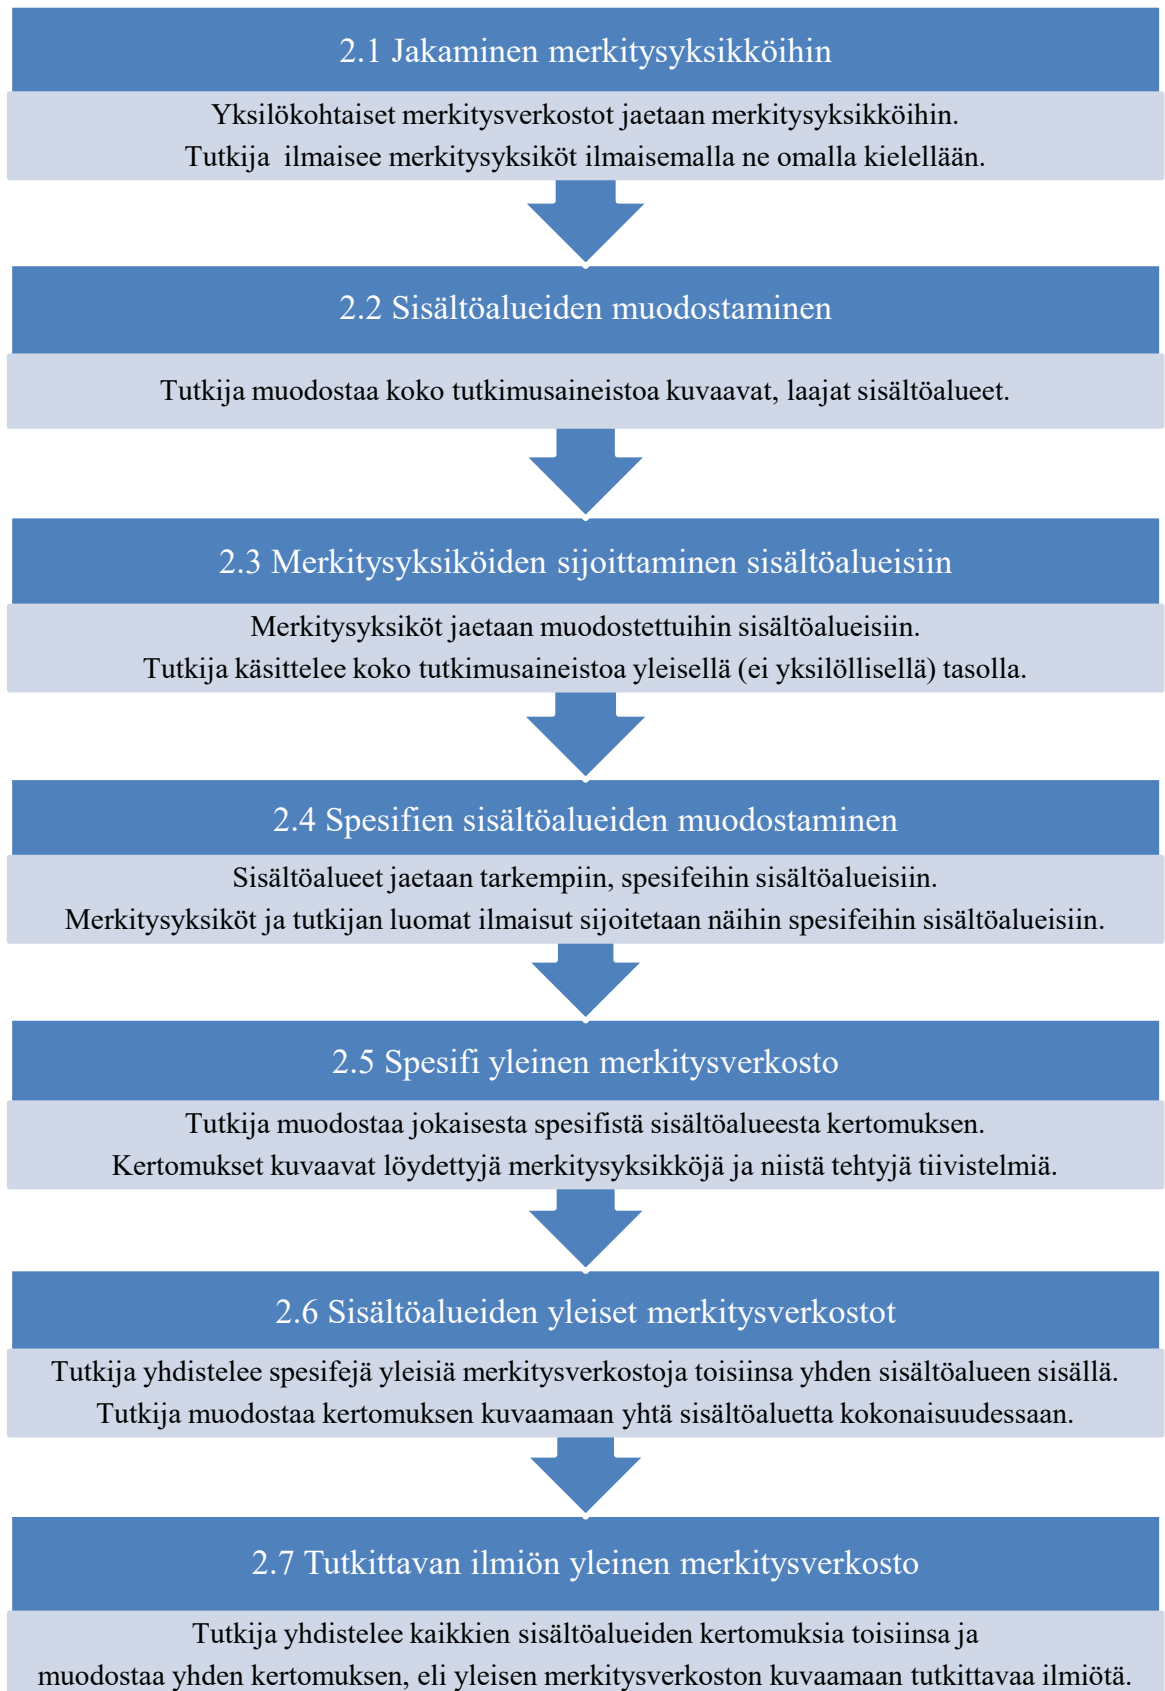 2.1 Jakaminen merkitysyksikköihin
Yksilökohtaiset merkitysverkostot jaetaan merkitysyksikköihin.
Tutkija ilmaisee merkitysyksiköt ilmaisemalla ne omalla kielellään.
2.2 Sisältöalueiden muodostaminen
Tutkija muodostaa koko tutkimusaineistoa kuvaavat, laajat sisältöalueet.
2.3 Merkitysyksiköiden sijoittaminen sisältöalueisiin
Merkitysyksiköt jaetaan muodostettuihin sisältöalueisiin.
Tutkija käsittelee koko tutkimusaineistoa yleisellä (ei yksilöllisellä) tasolla.
2.4 Spesifien sisältöalueiden muodostaminen
Sisältöalueet jaetaan tarkempiin, spesifeihin sisältöalueisiin.
Merkitysyksiköt ja tutkijan luomat ilmaisut sijoitetaan näihin spesifeihin sisältöalueisiin.
2.5 Spesifi yleinen merkitysverkosto
Tutkija muodostaa jokaisesta spesifistä sisältöalueesta kertomuksen.
Kertomukset kuvaavat löydettyjä merkitysyksikköjä ja niistä tehtyjä tiivistelmiä.
2.6 Sisältöalueiden yleiset merkitysverkostot
Tutkija yhdistelee spesifejä yleisiä merkitysverkostoja toisiinsa yhden sisältöalueen sisällä.
Tutkija muodostaa kertomuksen kuvaamaan yhtä sisältöaluetta kokonaisuudessaan.
2.7 Tutkittavan ilmiön yleinen merkitysverkosto
Tutkija yhdistelee kaikkien sisältöalueiden kertomuksia toisiinsa ja
muodostaa yhden kertomuksen, eli yleisen merkitysverkoston kuvaamaan tutkittavaa ilmiötä.